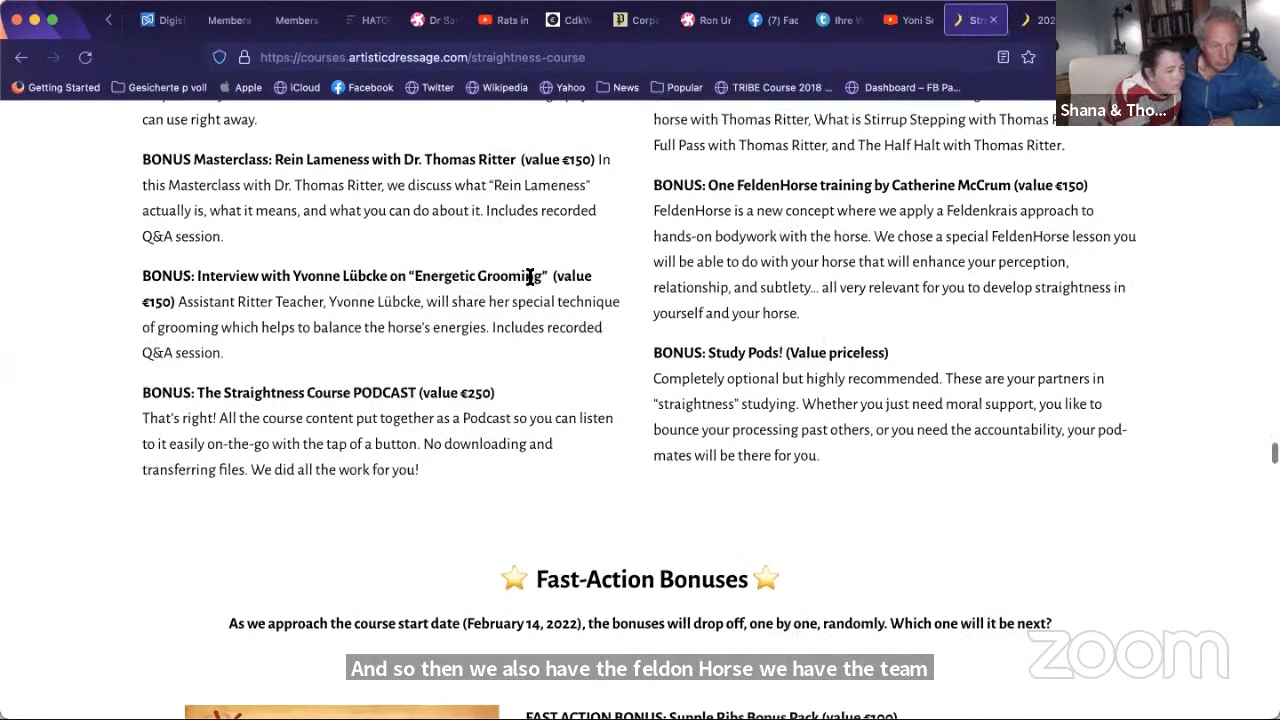 Digist
Members
Members
HATO
Dr Sa
Rats in
CdkW
Corpo
Ron Ur
(7) Fac
Ihre V
Yoni Se
Str
202
https://courses.artisticdressage.com/straightness-course
Getting Started
Gesicherte p voll
Apple
iCloud
Facebook
Twitter
Wikipedia
Yahoo
News
Popular
TRIBE Course 2018 ...
Dashboard – FB Pa...
Shana & Tho...
can use right away.
BONUS Masterclass: Rein Lameness with Dr. Thomas Ritter (value €150) In
this Masterclass with Dr. Thomas Ritter, we discuss what “Rein Lameness”
actually is, what it means, and what you can do about it. Includes recorded
Q&A session.
BONUS: Interview with Yvonne Lübcke on “Energetic Grooming” (value
€150) Assistant Ritter Teacher, Yvonne Lübcke, will share her special technique
of grooming which helps to balance the horse's energies. Includes recorded
Q&A session.
BONUS: The Straightness Course PODCAST (value €250)
That's right! All the course content put together as a Podcast so you can listen
to it easily on-the-go with the tap of a button. No downloading and
transferring files. We did all the work for you!
horse with Thomas Ritter, What is Stirrup Stepping with Thomas
Full Pass with Thomas Ritter, and The Half Halt with Thomas Ritter.
BONUS: One FeldenHorse training by Catherine McCrum (value €150)
FeldenHorse is a new concept where we apply a Feldenkrais approach to
hands-on bodywork with the horse. We chose a special FeldenHorse lesson you
will be able to do with your horse that will enhance your perception,
relationship, and subtlety... all very relevant for you to develop straightness in
yourself and your horse.
BONUS: Study Pods! (Value priceless)
Completely optional but highly recommended. These are your partners in
“straightness” studying. Whether you just need moral support, you like to
bounce your processing past others, or you need the accountability, your pod-
mates will be there for you.
Fast-Action Bonuses
As we approach the course start date (February 14, 2022), the bonuses will drop off, one by one, randomly. Which one will it be next?
And so then we also have the feldon Horse we have the team
zoom
FAST ACTION BONUS: Supple Ribs Bonus Pack (value €100)